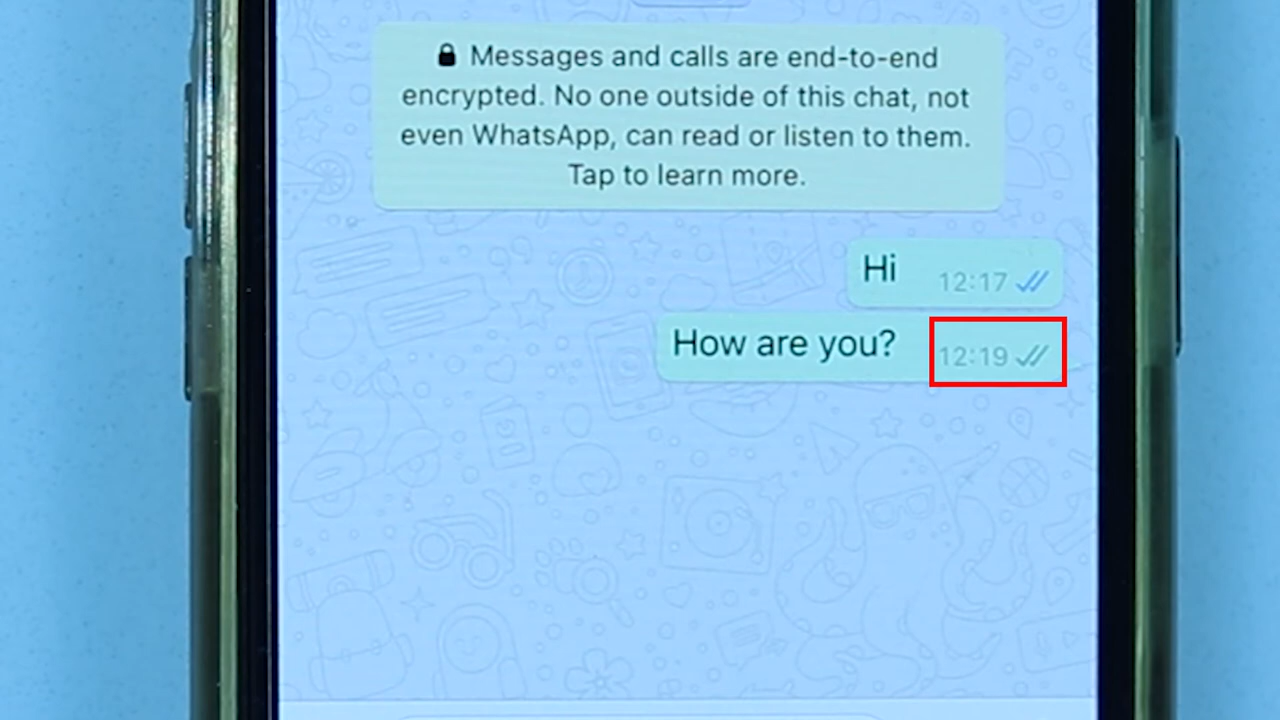 Messages and calls are end-to-end
encrypted. No one outside of this chat, not
even WhatsApp, can read or listen to them.
Tap to learn more.
Hi 12:17
How are you? 12:19